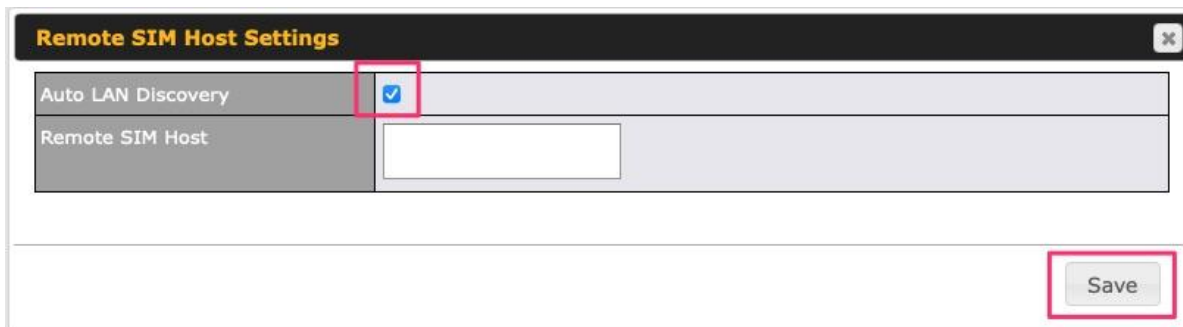 Remote SIM Host Settings
Auto LAN Discovery
Remote SIM Host
Save